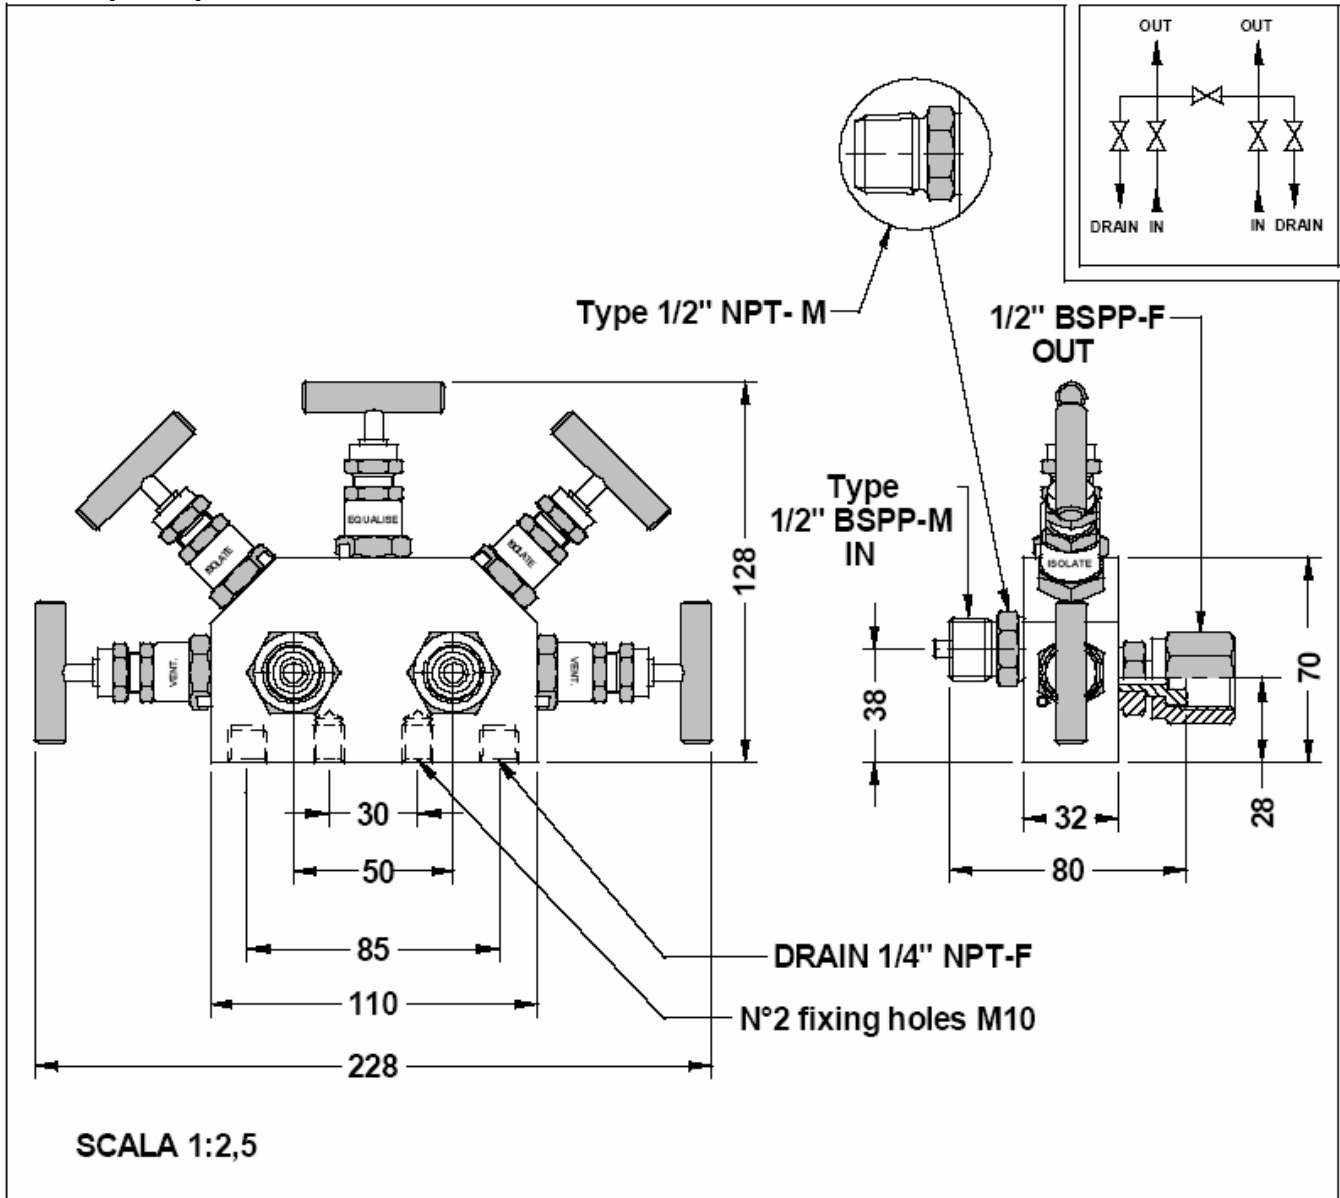 OUT OUT
DRAIN IN
IN DRAIN
Type 1/2" NPT- M
1/2" BSPP-F
OUT
Type
1/2" BSPP-M
IN
EQUALISE
ISOLATE
ISOLATE
ISOLATE
VENT.
VENT.
128
70
38
28
32
80
30
50
85
110
228
DRAIN 1/4" NPT-F
N°2 fixing holes M10
SCALA 1:2,5